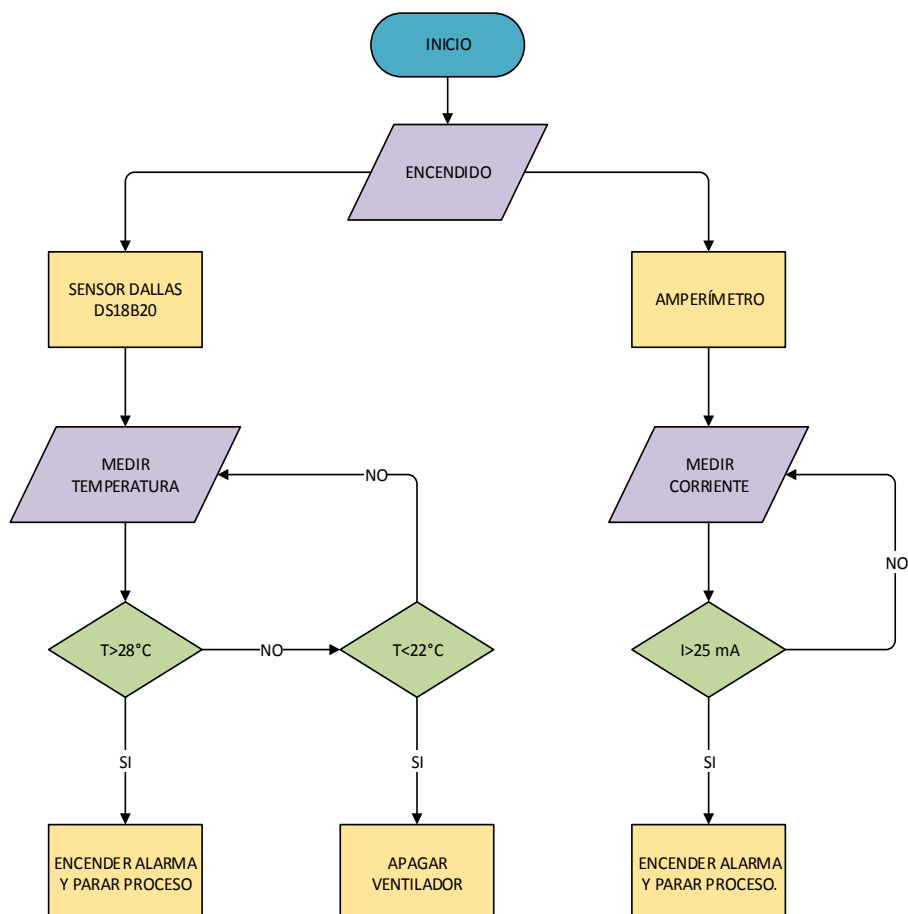 INICIO
ENCENDIDO
SENSOR DALLAS
DS18B20
AMPERÍMETRO
MEDIR
TEMPERATURA
NO
MEDIR
CORRIENTE
NO
T>28°C
NO
T<22°C
I>25 mA
SI
SI
SI
ENCENDER ALARMA
Y PARAR PROCESO
APAGAR
VENTILADOR
ENCENDER ALARMA
Y PARAR PROCESO.